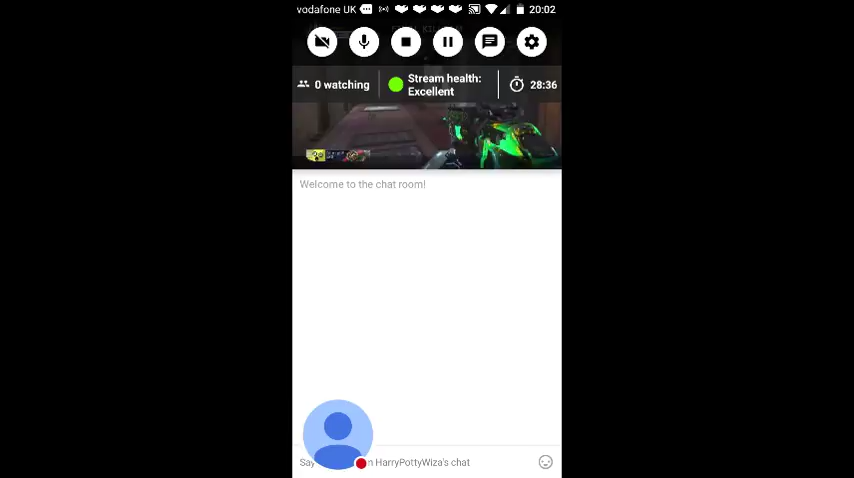 vodafone UK 20:02
0 watching
Stream health:
Excellent
28:36
Welcome to the chat room!
Say HarryPottyWiza's chat